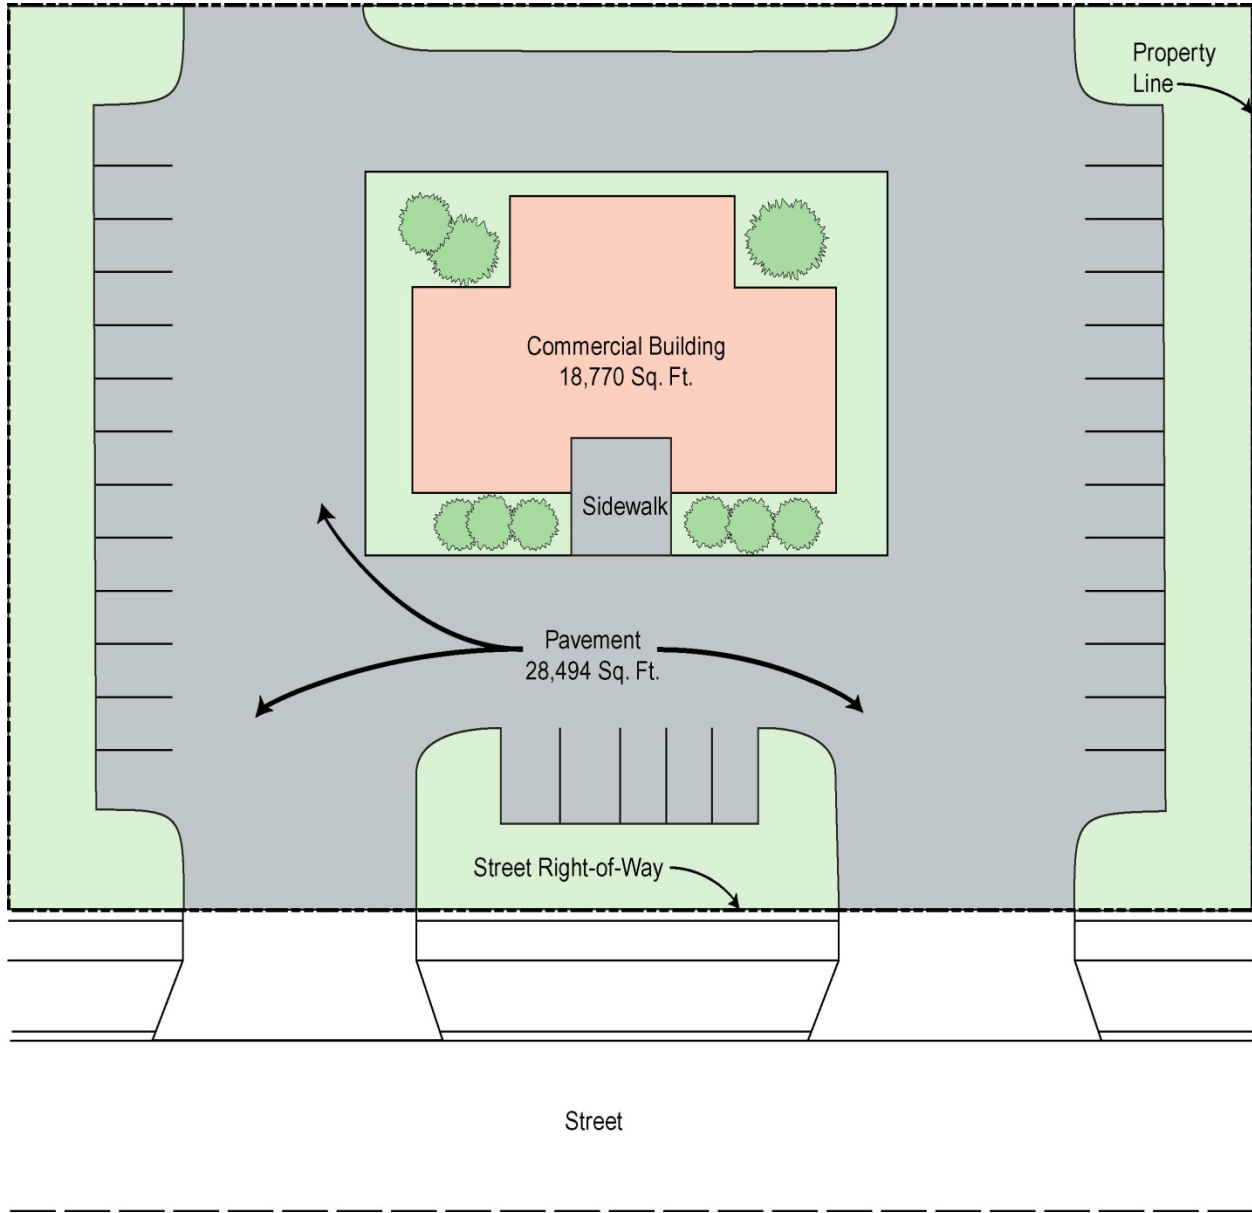 Property
Line
Commercial Building
18,770 Sq. Ft.
Sidewalk
Pavement
28,494 Sq. Ft.
Street Right-of-Way
Street